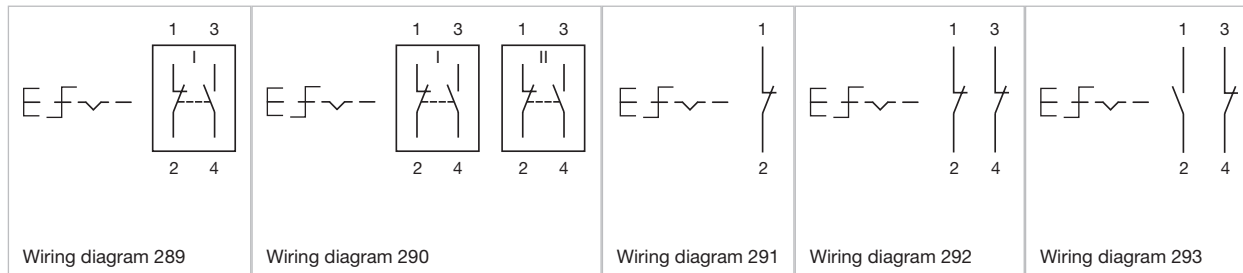 1 3
I
2 4
Wiring diagram 289
1 3
I
2 4
1 3
II
2 4
Wiring diagram 290
1
2
Wiring diagram 291
1 3
2 4
Wiring diagram 292
1 3
2 4
Wiring diagram 293